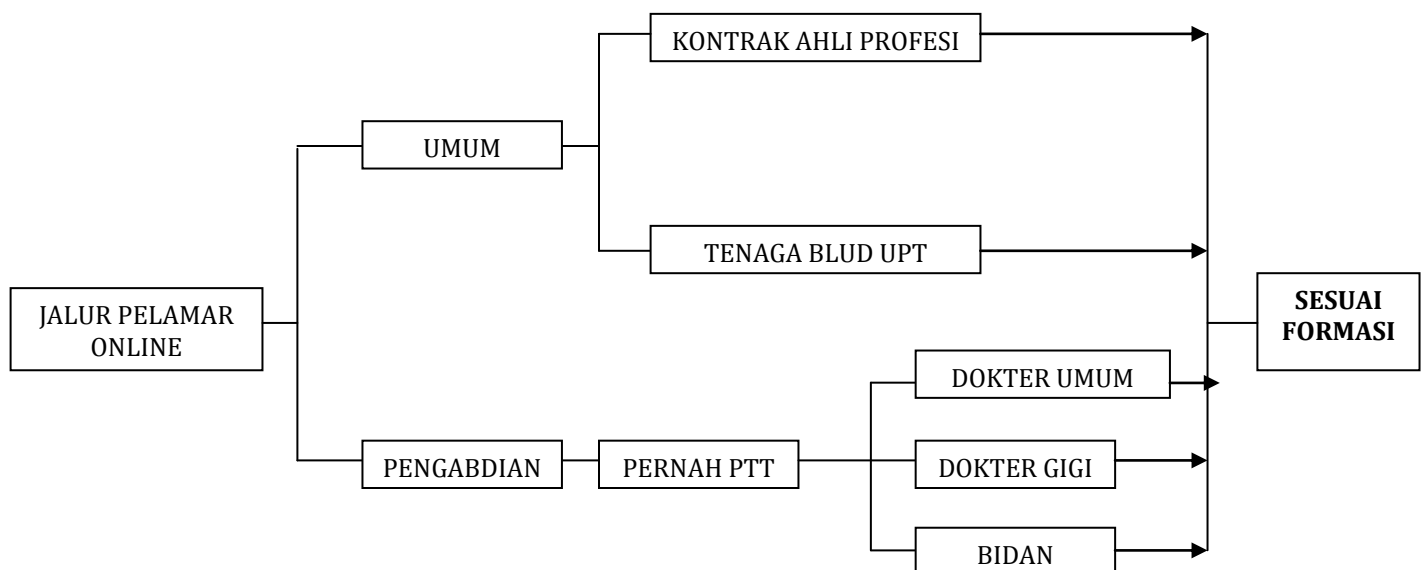 KONTRAK AHLI PROFESI
UMUM
TENAGA BLUD UPT
JALUR PELAMAR
ONLINE
SESUAI
FORMASI
DOKTER UMUM
PENGABDIAN
PERNAH PTT
DOKTER GIGI
BIDAN